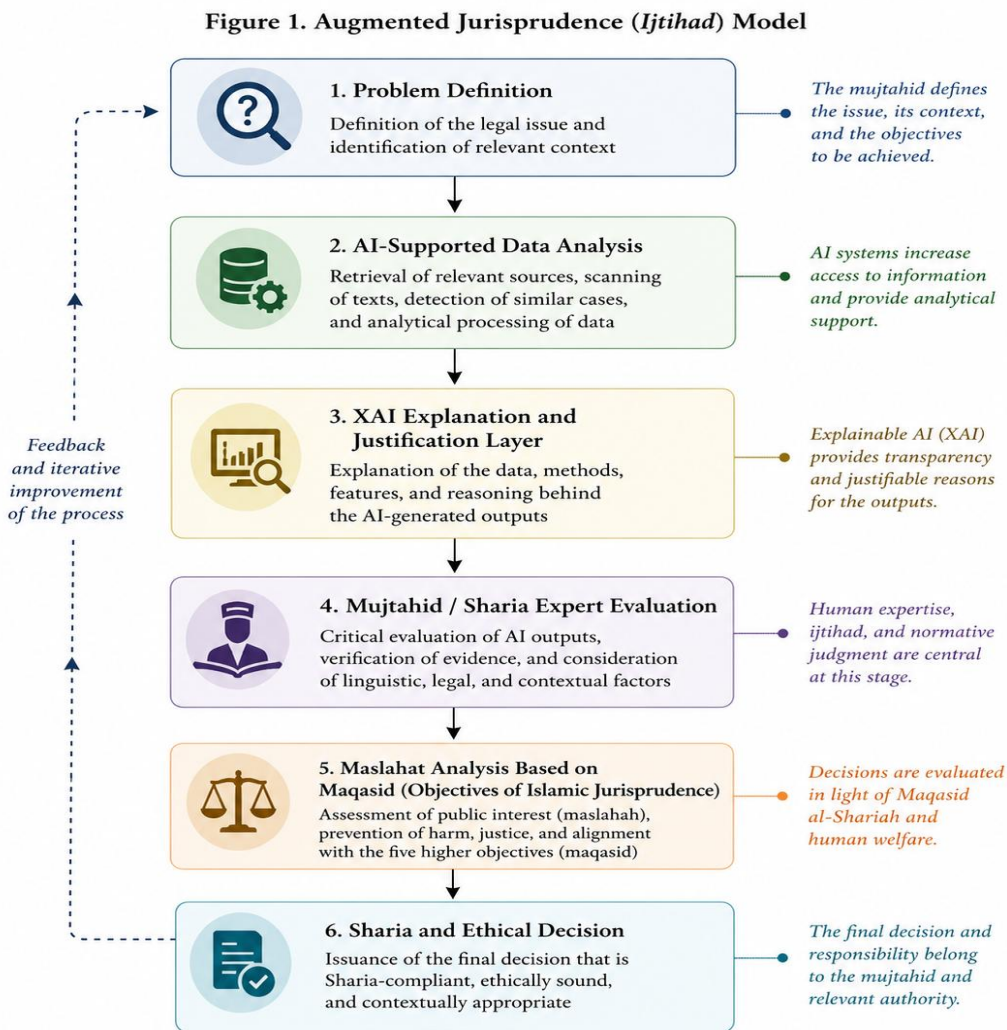 Figure 1. Augmented Jurisprudence (Ijtihad) Model
1. Problem Definition
Definition of the legal issue and
identification of relevant context
The mujtahid defines
the issue, its context,
and the objectives
to be achieved.
2. AI-Supported Data Analysis
Retrieval of relevant sources, scanning
of texts, detection of similar cases,
and analytical processing of data
AI systems increase
access to information
and provide analytical
support.
3. XAI Explanation and
Justification Layer
Explanation of the data, methods,
features, and reasoning behind
the AI-generated outputs
Explainable AI (XAI)
provides transparency
and justifiable reasons
for the outputs.
Feedback
and iterative
improvement
of the process
4. Mujtahid / Sharia Expert Evaluation
Critical evaluation of AI outputs,
verification of evidence, and consideration
of linguistic, legal, and contextual factors
Human expertise,
ijtihad, and normative
judgment are central
at this stage.
5. Maslahat Analysis Based on
Maqasid (Objectives of Islamic Jurisprudence)
Assessment of public interest (maslahah),
prevention of harm, justice, and alignment
with the five higher objectives (maqasid)
Decisions are evaluated
in light of Maqasid
al-Shariah and
human welfare.
6. Sharia and Ethical Decision
Issuance of the final decision that is
Sharia-compliant, ethically sound,
and contextually appropriate
The final decision and
responsibility belong
to the mujtahid and
relevant authority.